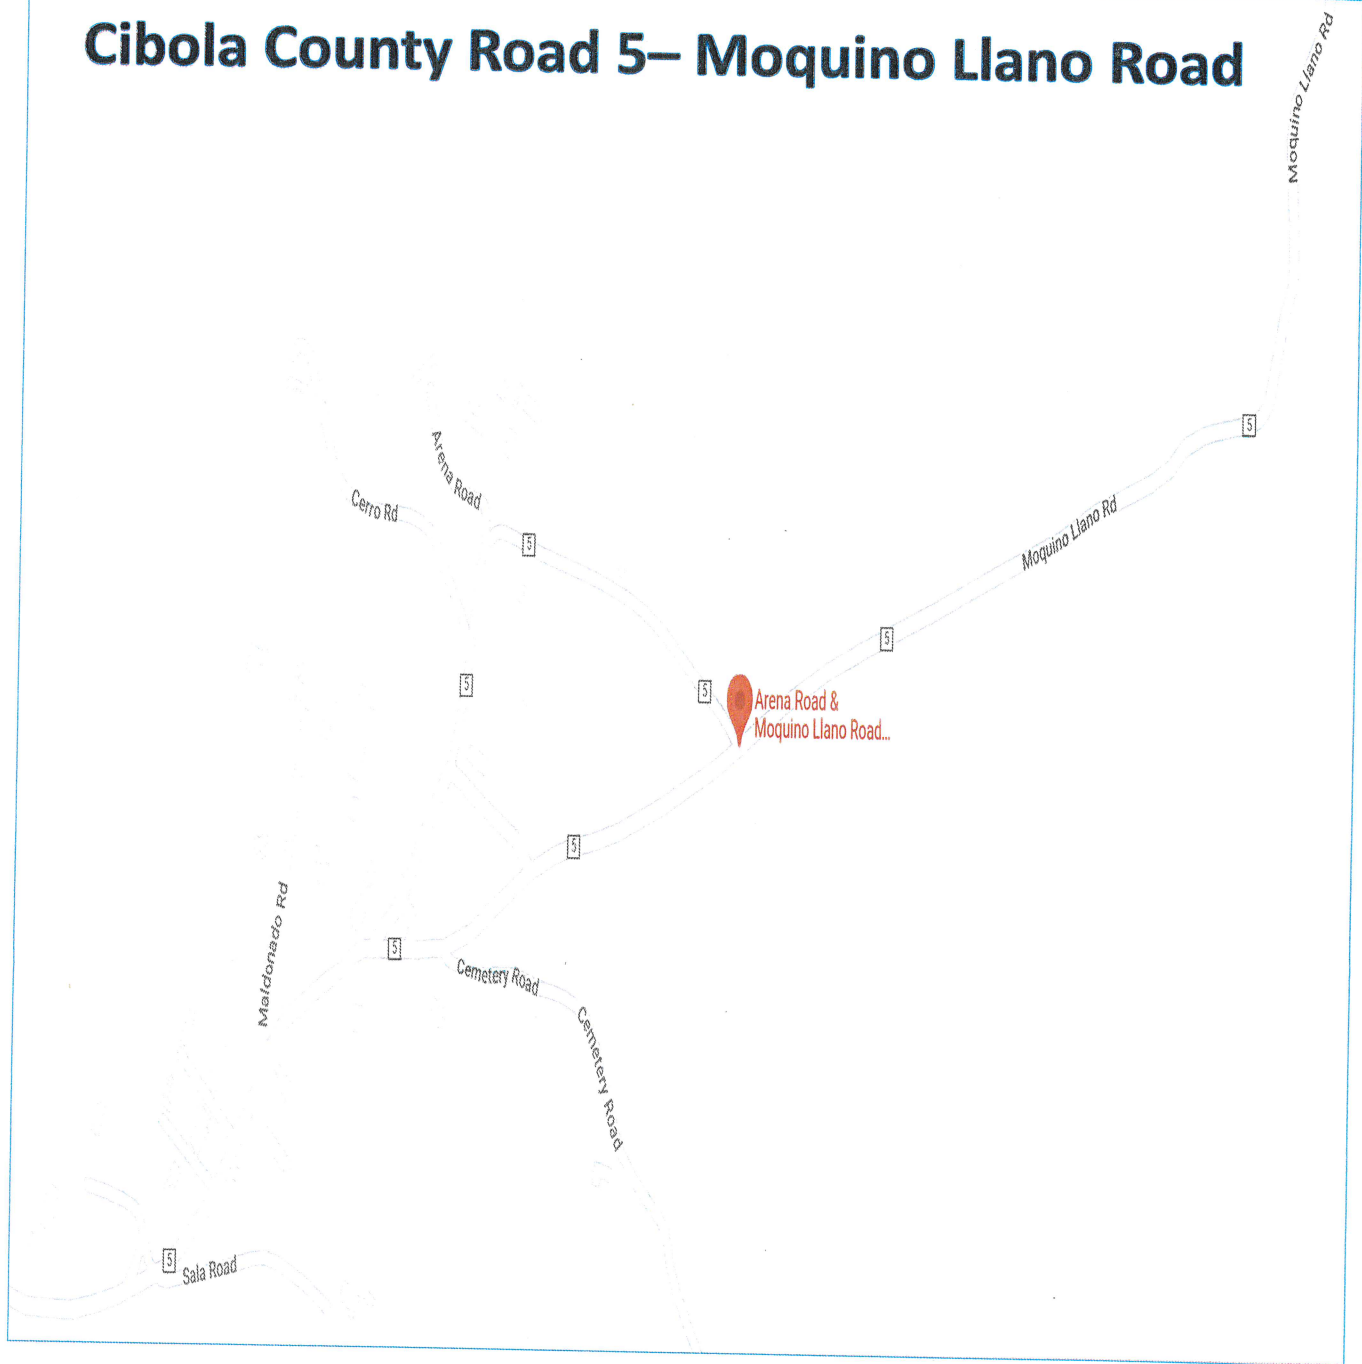 Cibola County Road 5– Moquino Llano Road
Moquino Llano Rd
5
Arena Road
Cerro Rd
5
Moquino Llano Rd
5
5
5
Arena Road &
Moquino Llano Road...
5
Maldonado Rd
5
Cemetery Road
Cemetery Road
5
Sala Road